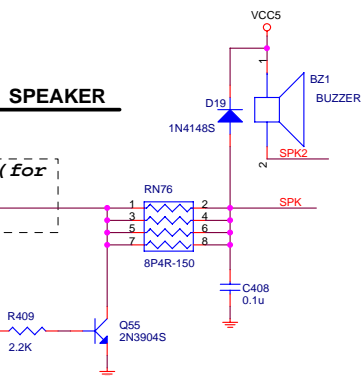 VCC5
1
BZ1
SPEAKER
D19
BUZZER
1N4148S
SPK2
2
(for
RN76
SPK
1 2
3 4
5 6
7 8
8P4R-150
C408
0.1u
R409
Q55
2N3904S
2.2K